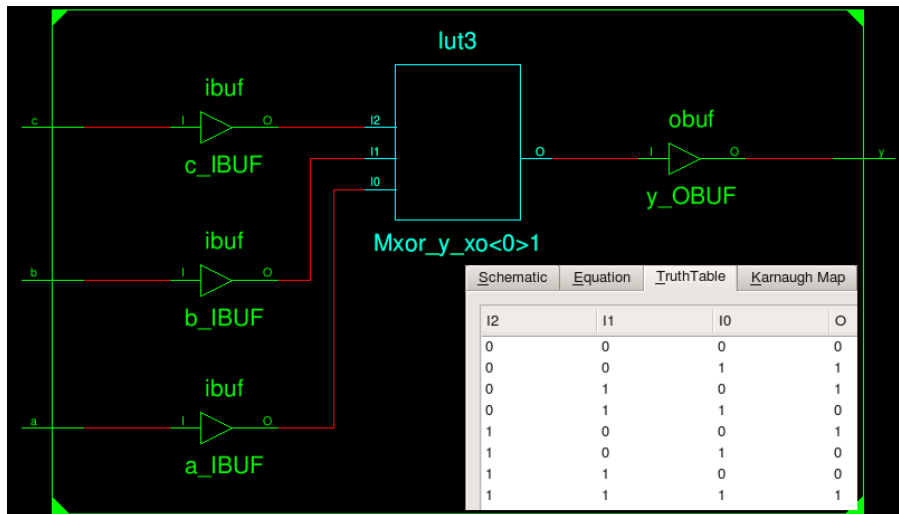 lut3
ibuf
c
I
O
I2
c_IBUF
I1
I0
O
obuf
I
O
y
y_OBUF
Mxor_y_xo<0>1
ibuf
b
I
O
b_IBUF
ibuf
a
I
O
a_IBUF
Schematic Equation TruthTable Karnaugh Map
I2 I1 I0 O
0 0 0 0
0 0 1 1
0 1 0 1
0 1 1 0
1 0 0 1
1 0 1 0
1 1 0 0
1 1 1 1